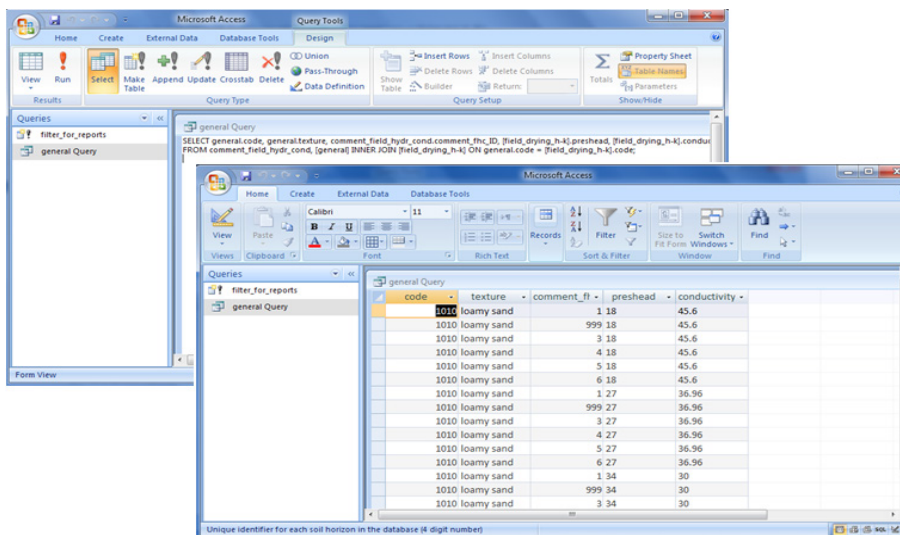 Microsoft Access
Query Tools
Home Create External Data Database Tools Design
View Run Select Make Table Append Update Crosstab Delete
Union
Pass-Through
Data Definition
Show Table
Insert Rows
Delete Rows
Builder
Insert Columns
Delete Columns
Return:
Totals
Property Sheet
Table Names
Parameters
Results Query Type Query Setup Show/Hide
Queries
filter_for_reports
general Query
general Query
SELECT general.code, general.texture, comment_field_hydr_cond.comment_fhc_ID, [field_drying_h-k].preshead, [field_drying_h-k].conduc
FROM comment_field_hydr_cond, [general] INNER JOIN [field_drying_h-k] ON general.code = [field_drying_h-k].code;
Form View
Microsoft Access
Home Create External Data Database Tools
View Paste
Calibri 11
B I U
A
Records
Filter
Size to Fit Form
Switch Windows
Find
Views Clipboard Font Rich Text Sort & Filter Window Find
Queries
filter_for_reports
general Query
general Query
code texture comment_fl preshead conductivity
1010 loamy sand 1 18 45.6
1010 loamy sand 999 18 45.6
1010 loamy sand 3 18 45.6
1010 loamy sand 4 18 45.6
1010 loamy sand 5 18 45.6
1010 loamy sand 6 18 45.6
1010 loamy sand 1 27 36.96
1010 loamy sand 999 27 36.96
1010 loamy sand 3 27 36.96
1010 loamy sand 4 27 36.96
1010 loamy sand 5 27 36.96
1010 loamy sand 6 27 36.96
1010 loamy sand 1 34 30
1010 loamy sand 999 34 30
1010 loamy sand 3 34 30
Unique identifier for each soil horizon in the database (4 digit number)
SQL